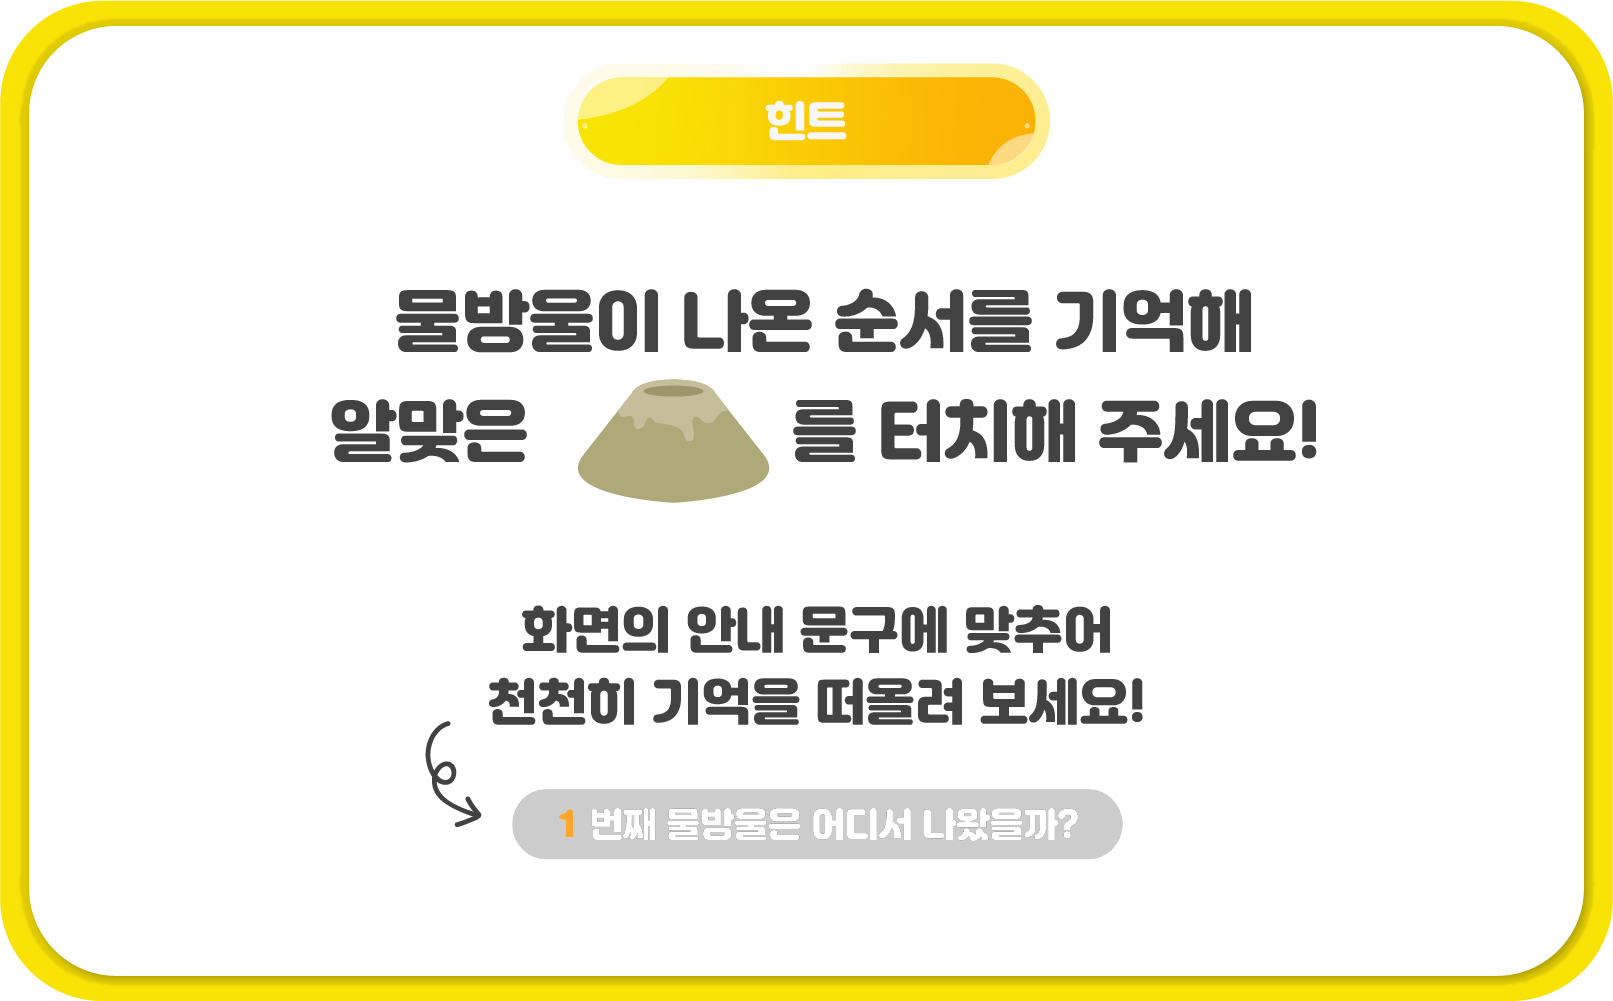 힌트
물방울이 나온 순서를 기억해
알맞은 를 터치해 주세요!
화면의 안내 문구에 맞추어
천천히 기억을 떠올려 보세요!
1 번째 물방울은 어디서 나왔을까?